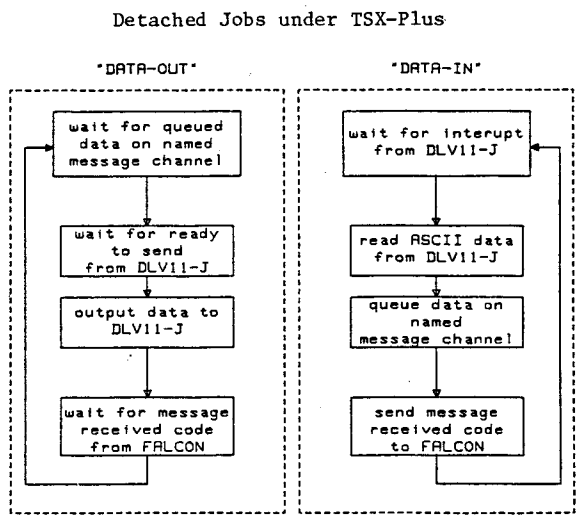 Detached Jobs under TSX-Plus
"DATA-OUT"
wait for queued
data on named
message channel
wait for ready
to send
from DLV11-J
output data to
DLV11-J
wait for message
received code
from FALCON
"DATA-IN"
wait for interupt
from DLV11-J
read ASCII data
from DLV11-J
queue data on
named
message channel
send message
received code
to FALCON